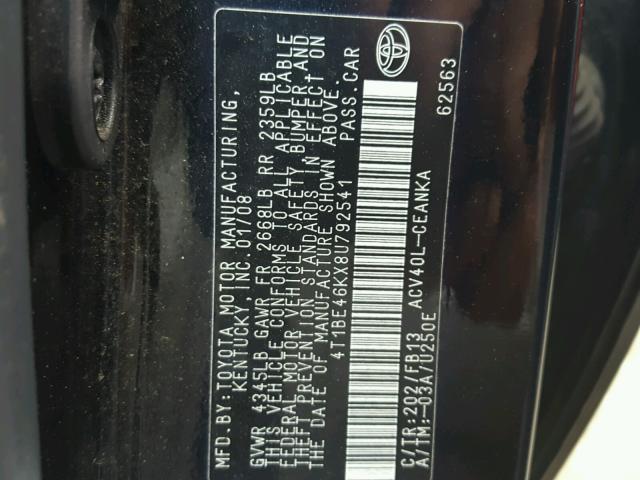 MFD.BY:TOYOTA MOTOR MANUFACTURING,
KENTUCKY, INC. 01/08
GVWR 4345LB GAWR FR 2668LB RR 2359LB
THIS VEHICLE CONFORMS TO ALL APPLICABLE
FEDERAL MOTOR VEHICLE SAFETY, BUMPER, AND
THEFT PREVENTION STANDARDS IN EFFECT ON
THE DATE OF MANUFACTURE SHOWN ABOVE.
4T1BE46KX8U792541 PASS.CAR
C/TR:202/FB13 ACV40L-CEANKA
A/TM:-03A/U250E
62563